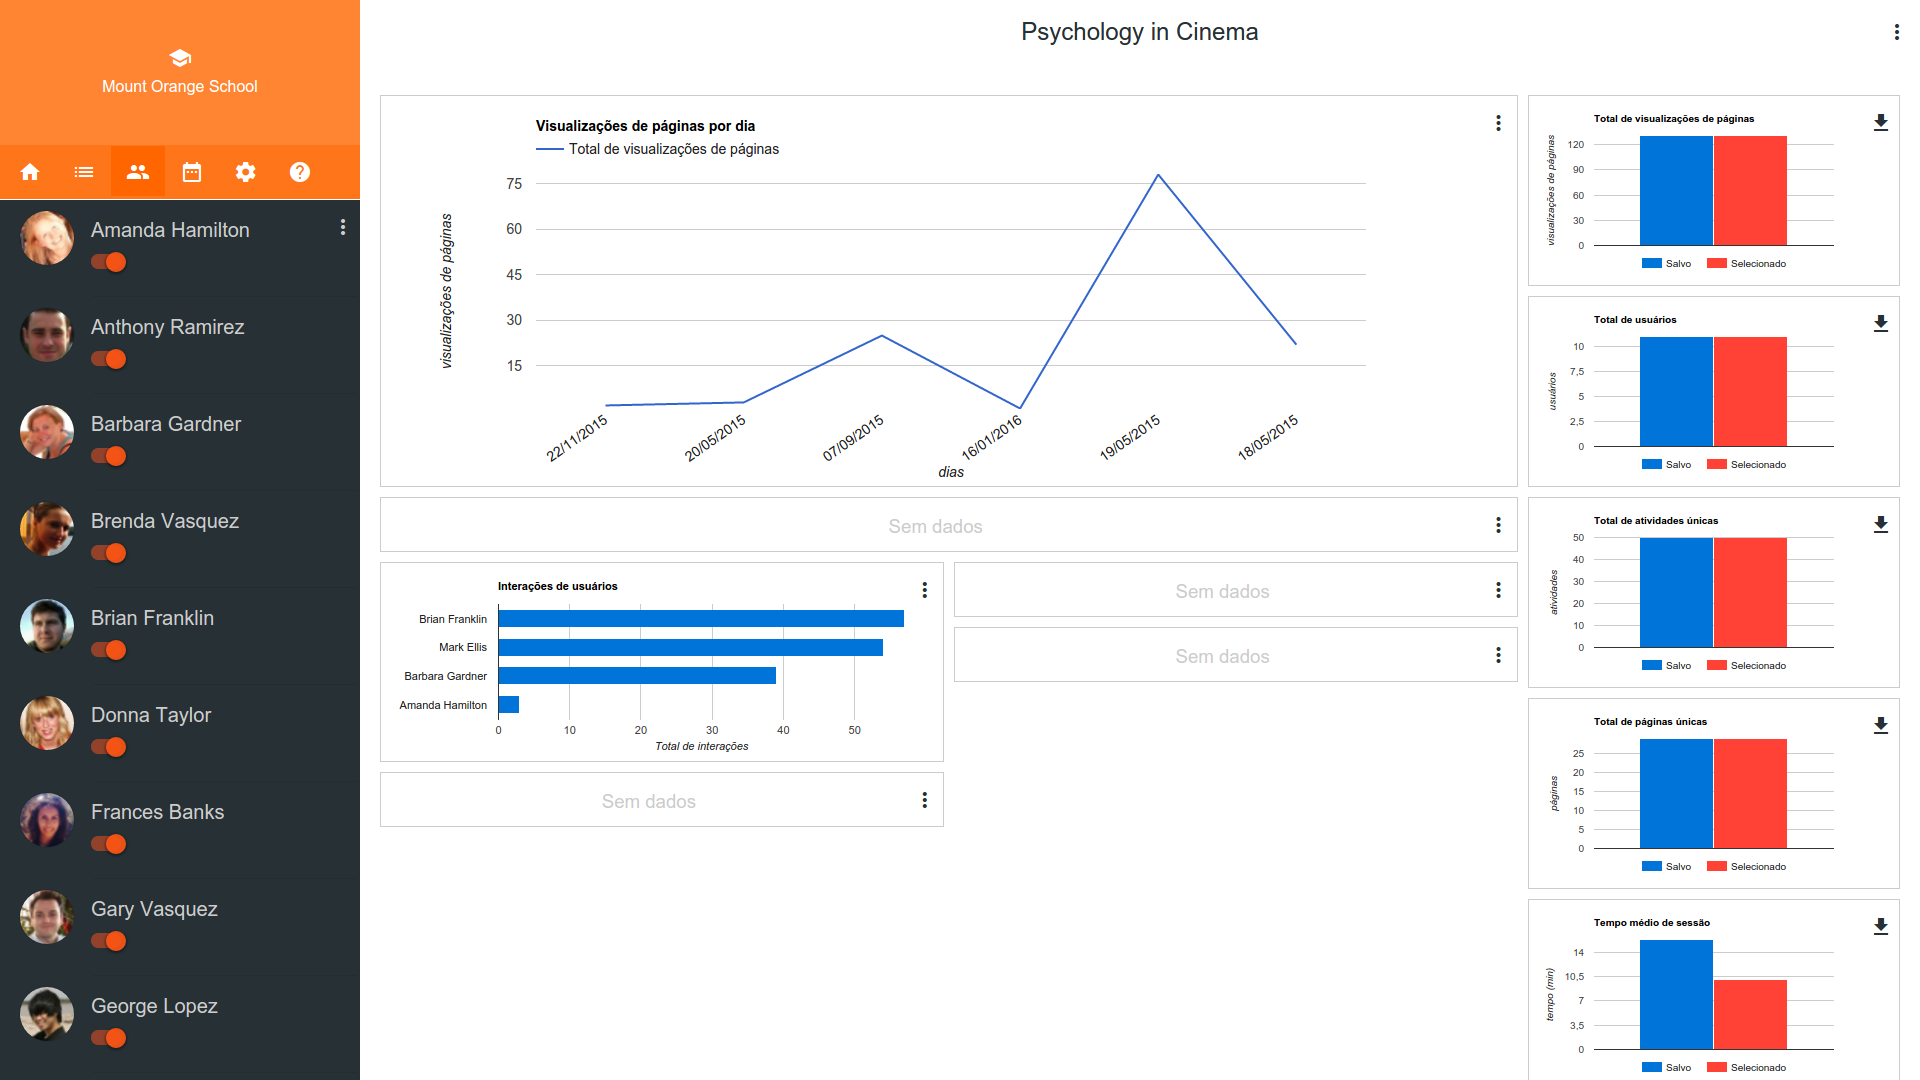 Mount Orange School
Amanda Hamilton
Anthony Ramirez
Barbara Gardner
Brenda Vasquez
Brian Franklin
Donna Taylor
Frances Banks
Gary Vasquez
George Lopez
Psychology in Cinema
Visualizações de páginas por dia
Total de visualizações de páginas
visualizações de páginas
75
60
45
30
15
22/11/2015
20/05/2015
07/09/2015
16/01/2016
19/05/2015
18/05/2015
dias
Sem dados
Interações de usuários
Brian Franklin
Mark Ellis
Barbara Gardner
Amanda Hamilton
0 10 20 30 40 50
Total de interações
Sem dados
Sem dados
Sem dados
Total de visualizações de páginas
visualizações de páginas
120
90
60
30
0
Salvo Selecionado
Total de usuários
usuários
10
7,5
5
2,5
0
Salvo Selecionado
Total de atividades únicas
atividades
50
40
30
20
10
0
Salvo Selecionado
Total de páginas únicas
páginas
25
20
15
10
5
0
Salvo Selecionado
Tempo médio de sessão
tempo (min)
14
10,5
7
3,5
0
Salvo Selecionado